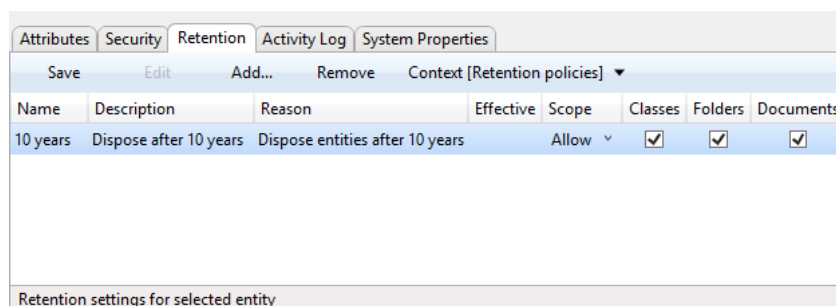 Attributes Security Retention Activity Log System Properties
Save Edit Add... Remove Context [Retention policies]
Name Description Reason Effective Scope Classes Folders Documents
10 years Dispose after 10 years Dispose entities after 10 years Allow
Retention settings for selected entity